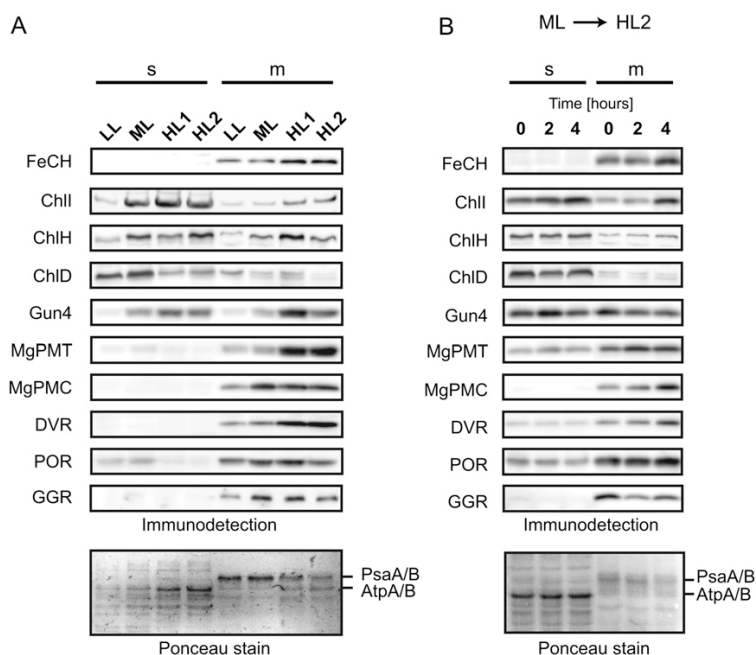 A
s m
LL ML HL1 HL2 LL ML HL1 HL2
FeCH
ChlI
ChlH
ChlD
Gun4
MgPMT
MgPMC
DVR
POR
GGR
Immunodetection
PsaA/B
AtpA/B
Ponceau stain
B
ML → HL2
s m
Time [hours]
0 2 4 0 2 4
FeCH
ChlI
ChlH
ChlD
Gun4
MgPMT
MgPMC
DVR
POR
GGR
Immunodetection
PsaA/B
AtpA/B
Ponceau stain